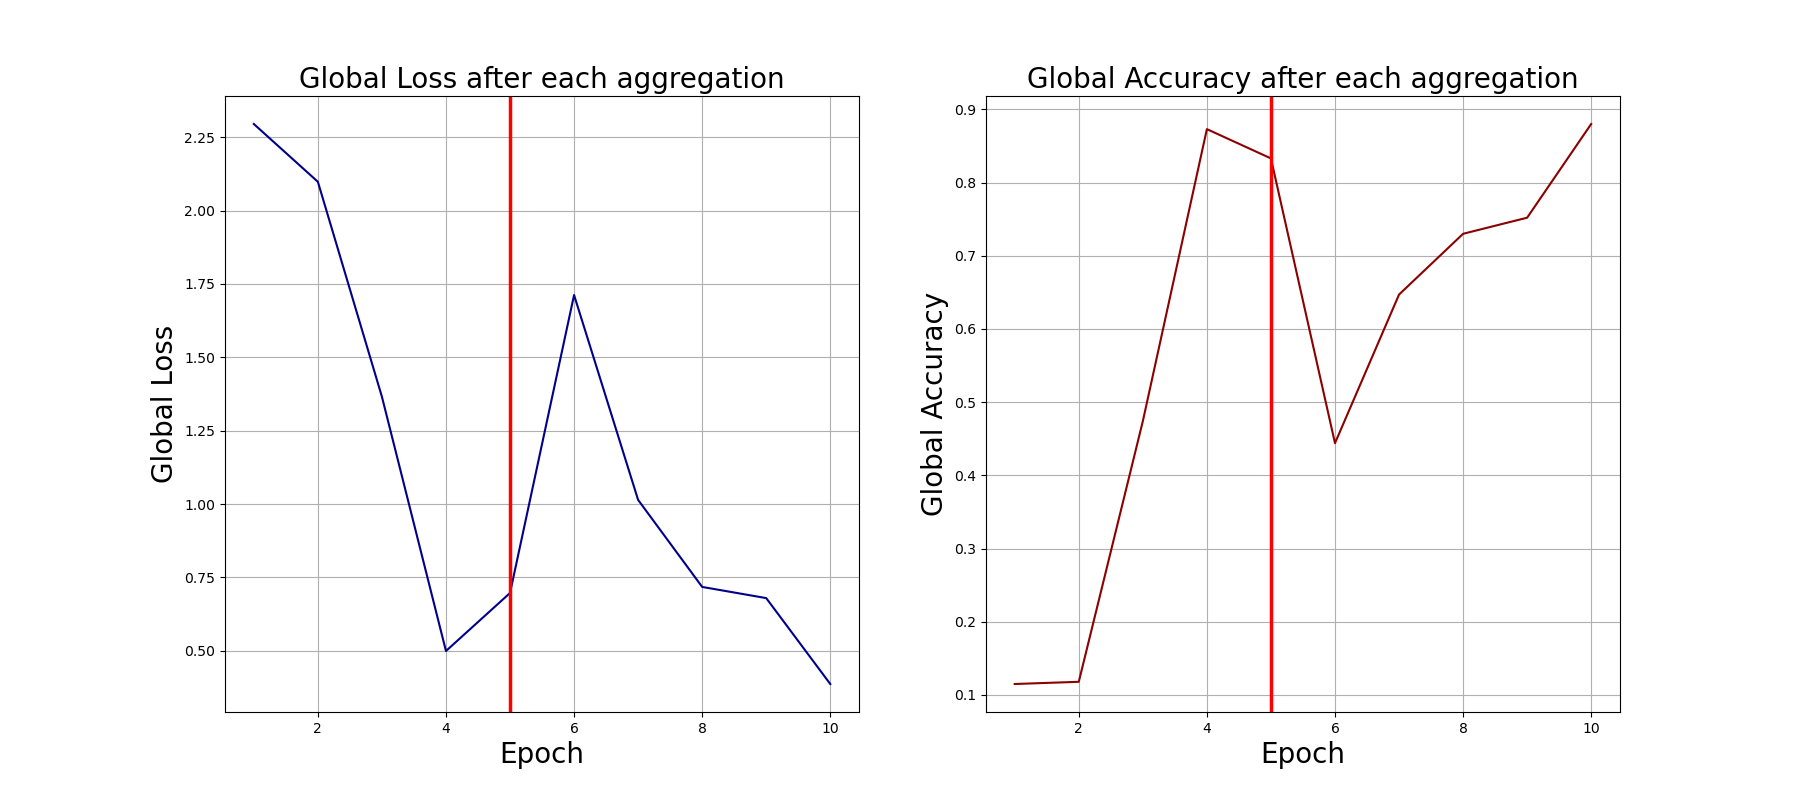 Global Loss after each aggregation
Global Loss
2.25
2.00
1.75
1.50
1.25
1.00
0.75
0.50
2 4 6 8 10
Epoch
Global Accuracy after each aggregation
Global Accuracy
0.9
0.8
0.7
0.6
0.5
0.4
0.3
0.2
0.1
2 4 6 8 10
Epoch